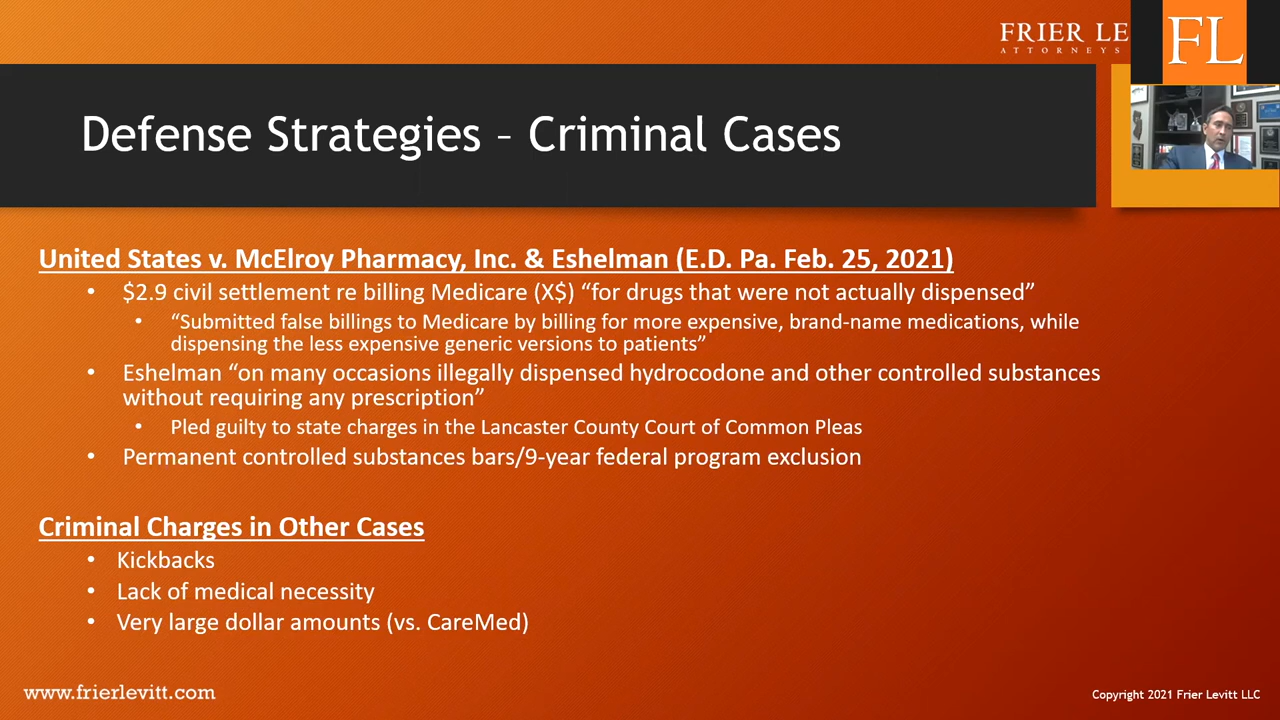 FRIER LE
ATTORNEYS
FL
Defense Strategies – Criminal Cases
United States v. McElroy Pharmacy, Inc. & Eshelman (E.D. Pa. Feb. 25, 2021)
• $2.9 civil settlement re billing Medicare (X$) “for drugs that were not actually dispensed”
• “Submitted false billings to Medicare by billing for more expensive, brand-name medications, while
dispensing the less expensive generic versions to patients”
• Eshelman “on many occasions illegally dispensed hydrocodone and other controlled substances
without requiring any prescription”
• Pled guilty to state charges in the Lancaster County Court of Common Pleas
• Permanent controlled substances bars/9-year federal program exclusion
Criminal Charges in Other Cases
• Kickbacks
• Lack of medical necessity
• Very large dollar amounts (vs. CareMed)
www.frierlevitt.com
Copyright 2021 Frier Levitt LLC